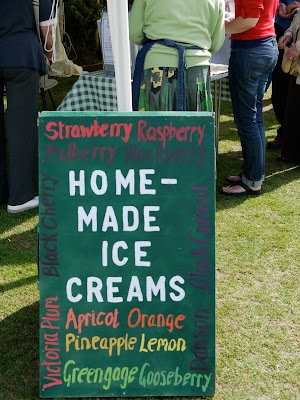 Strawberry Raspberry
Mulberry Blackberry
HOME-
MADE
ICE
CREAMS
Apricot Orange
Pineapple Lemon
Greengage Gooseberry
Victoria Plum
Black Cherry
Damson
Black Currant